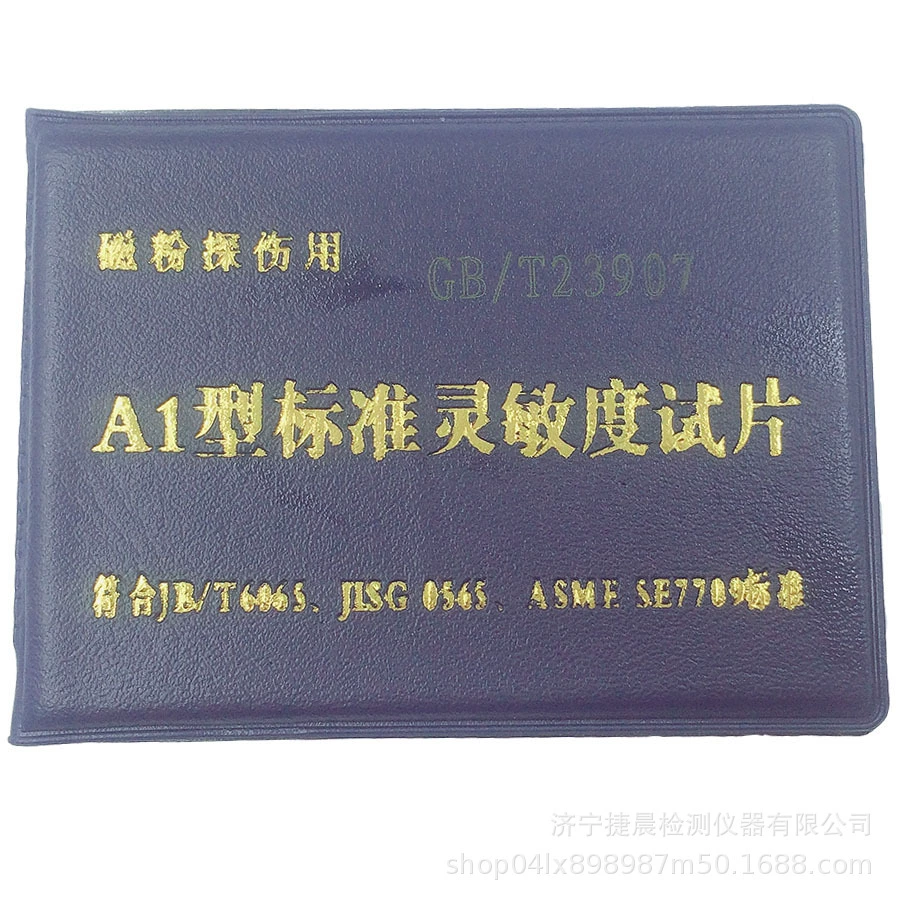 磁粉探伤用
GB/T23907
A1型标准灵敏度试片
符合JB/T6065、JISG 0565、ASME SE7709标准
济宁捷晨检测仪器有限公司
shop04lx898987m50.1688.com